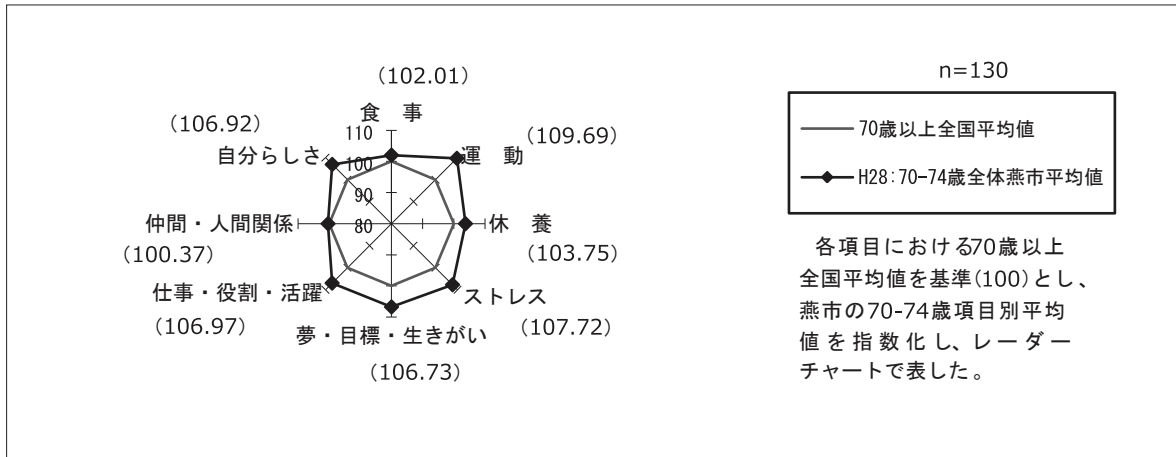 (102.01)
食　事
(109.69)
運　動
休　養
(103.75)
ストレス
(107.72)
夢・目標・生きがい
(106.73)
仕事・役割・活躍
(106.97)
仲間・人間関係
(100.37)
自分らしさ
(106.92)
110
100
90
80
n=130
70歳以上全国平均値
H28:70-74歳全体燕市平均値
各項目における70歳以上
全国平均値を基準(100)とし、
燕市の70-74歳項目別平均
値を指数化し、レーダー
チャートで表した。